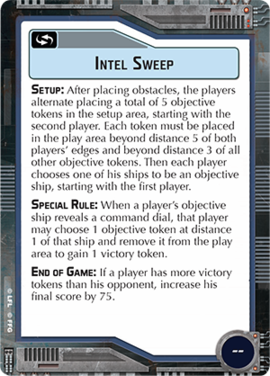 INTEL SWEEP
SETUP: After placing obstacles, the players
alternate placing a total of 5 objective
tokens in the setup area, starting with the
second player. Each token must be placed
in the play area beyond distance 5 of both
players' edges and beyond distance 3 of all
other objective tokens. Then each player
chooses one of his ships to be an objective
ship, starting with the first player.
SPECIAL RULE: When a player's objective
ship reveals a command dial, that player
may choose 1 objective token at distance
1 of that ship and remove it from the play
area to gain 1 victory token.
END OF GAME: If a player has more victory
tokens than his opponent, increase his
final score by 75.
© LFL © FFG
--